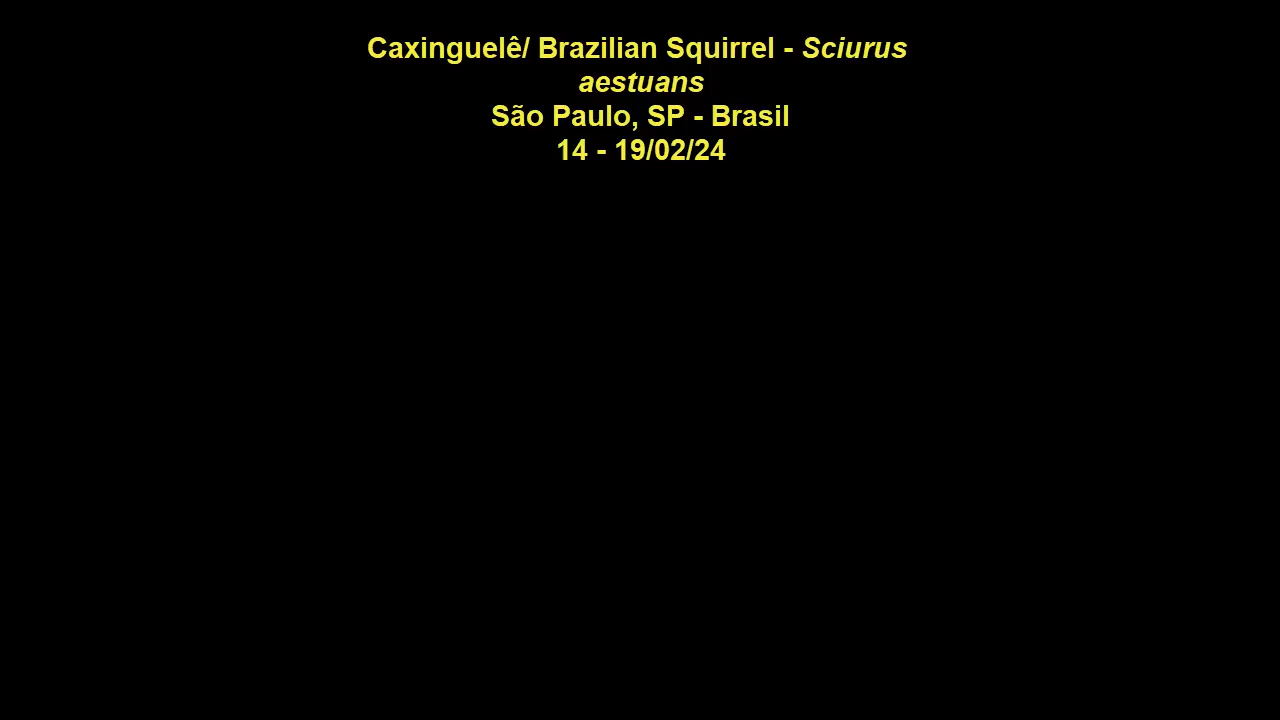 Caxinguelê/ Brazilian Squirrel - Sciurus
aestuans
São Paulo, SP - Brasil
14 - 19/02/24